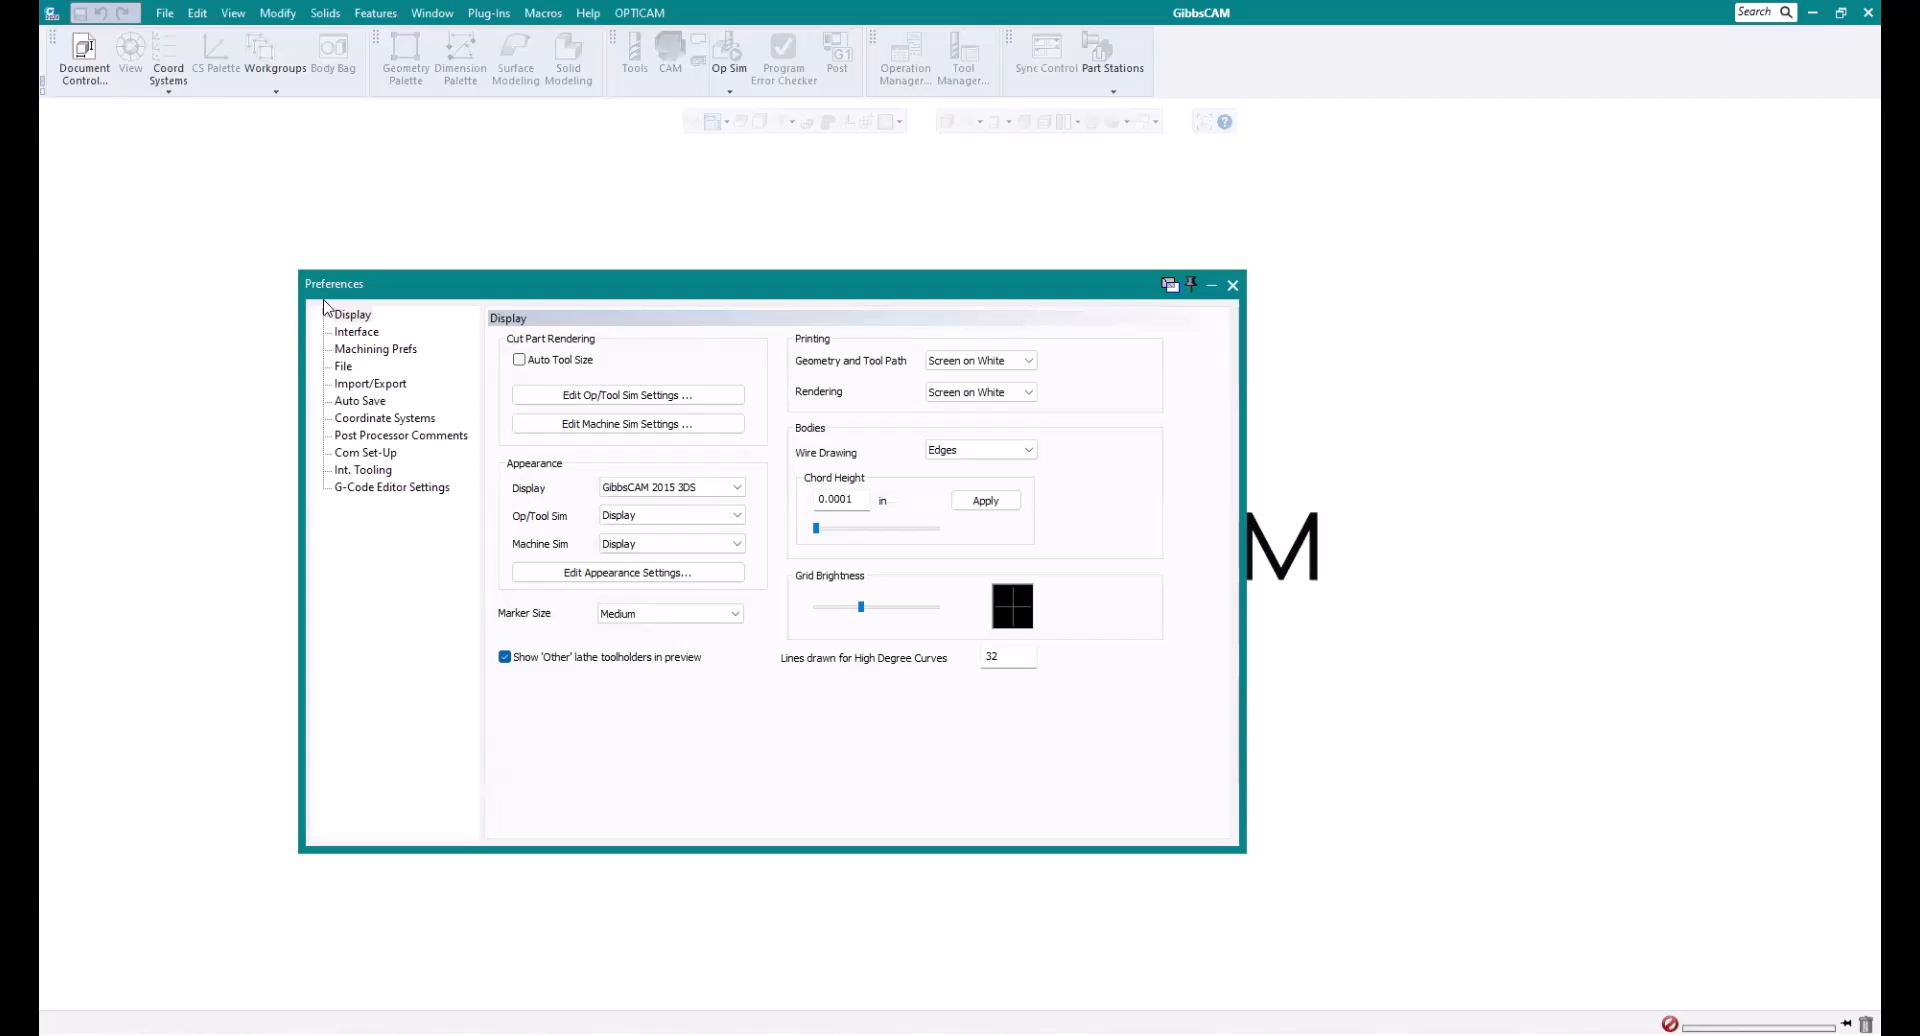 File Edit View Modify Solids Features Window Plug-Ins Macros Help OPTICAM
GibbsCAM
Search
Document Control...
View
Coord Systems
CS Palette
Workgroups
Body Bag
Geometry Palette
Dimension Palette
Surface Modeling
Solid Modeling
Tools
CAM
Op Sim
Program Error Checker
G1
Post
Operation Manager...
Tool Manager...
Sync Control
Part Stations
Preferences
Display
Interface
Machining Prefs
File
Import/Export
Auto Save
Coordinate Systems
Post Processor Comments
Com Set-Up
Int. Tooling
G-Code Editor Settings
Display
Cut Part Rendering
Auto Tool Size
Edit Op/Tool Sim Settings ...
Edit Machine Sim Settings ...
Appearance
Display GibbsCAM 2015 3DS
Op/Tool Sim Display
Machine Sim Display
Edit Appearance Settings...
Marker Size Medium
Show 'Other' lathe toolholders in preview
Printing
Geometry and Tool Path Screen on White
Rendering Screen on White
Bodies
Wire Drawing Edges
Chord Height
0.0001 in Apply
Grid Brightness
Lines drawn for High Degree Curves 32
M